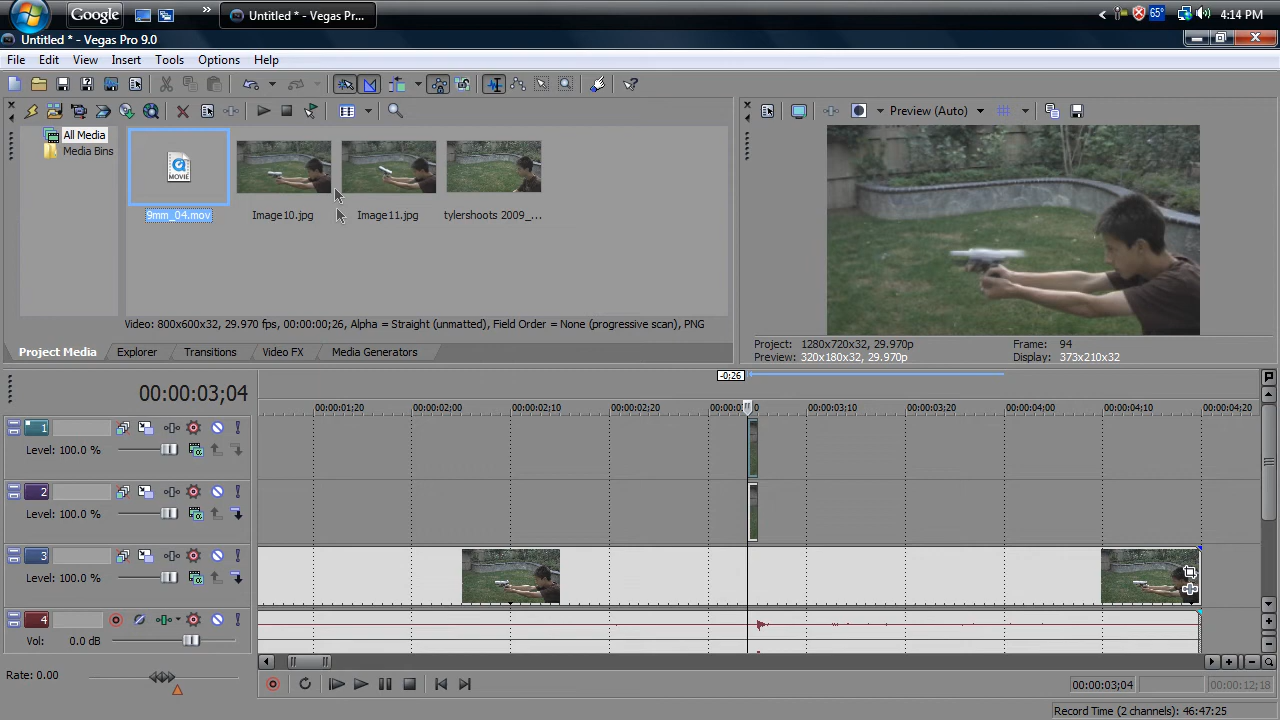 Google
Untitled * - Vegas Pr...
65°
4:14 PM
Untitled * - Vegas Pro 9.0
File Edit View Insert Tools Options Help
Preview (Auto)
All Media
Media Bins
MOVIE
9mm_04.mov
Image10.jpg
Image11.jpg
tylershoots 2009_...
Video: 800x600x32, 29.970 fps, 00:00:00;26, Alpha = Straight (unmatted), Field Order = None (progressive scan), PNG
Project: 1280x720x32, 29.970p
Frame: 94
Preview: 320x180x32, 29.970p
Display: 373x210x32
Project Media Explorer Transitions Video FX Media Generators
-0;26
00:00:03;04
00:00:01;20 00:00:02;00 00:00:02;10 00:00:02;20 00:00:03;10 00:00:03;20 00:00:04;00 00:00:04;10 00:00:04;20
1
Level: 100.0 %
2
Level: 100.0 %
3
Level: 100.0 %
4
Vol: 0.0 dB
Rate: 0.00
00:00:03;04
00:00:12;18
Record Time (2 channels): 46:47:25